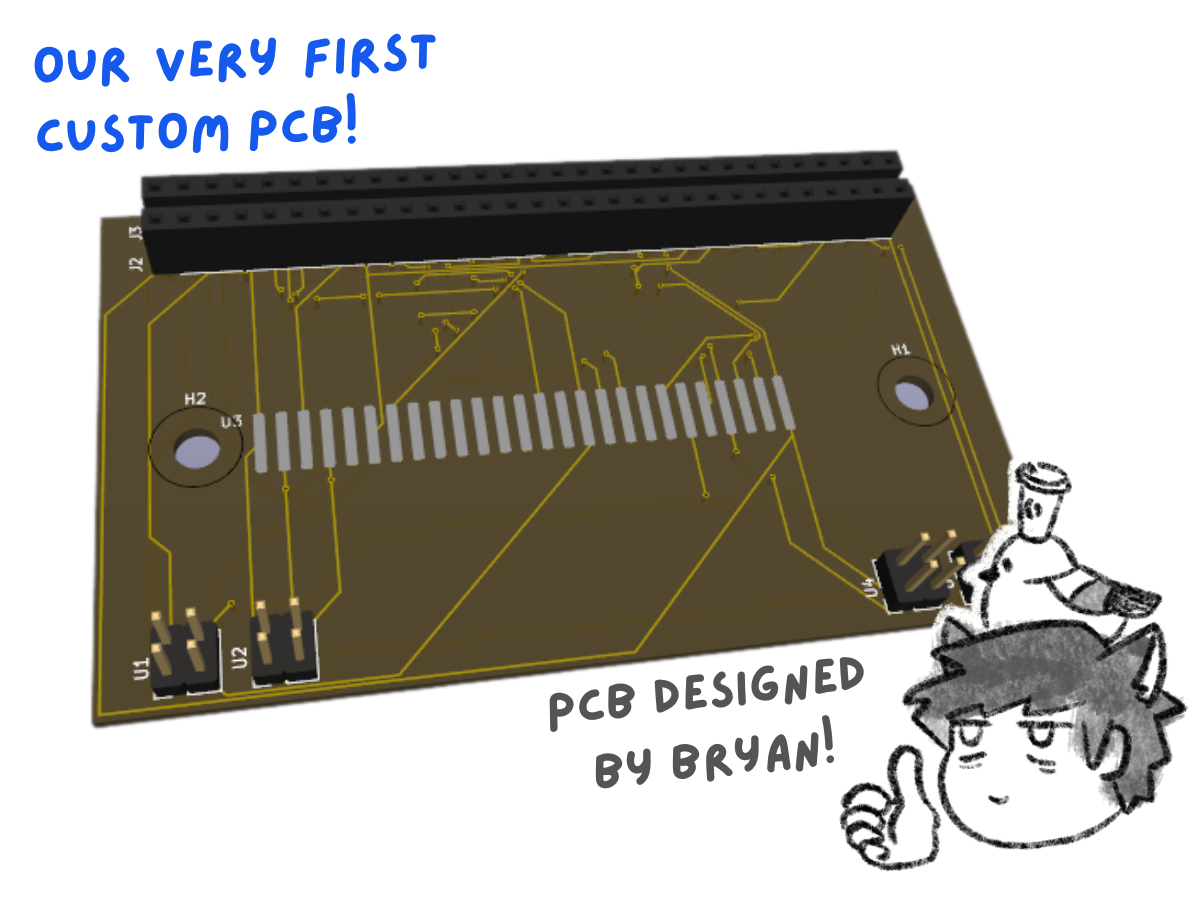 OUR VERY FIRST
CUSTOM PCB!
J3
J2
H1
H2
U3
U4
U1
U2
PCB DESIGNED
BY BRYAN!